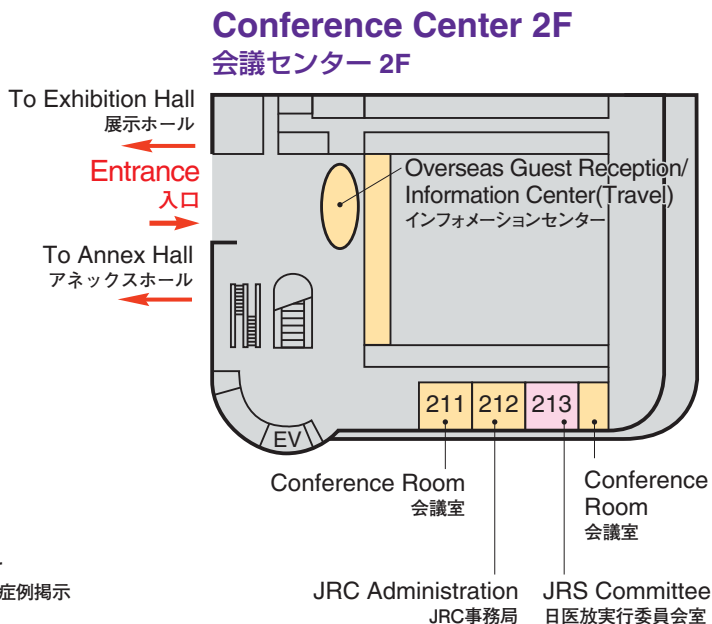 Conference Center 2F
会議センター 2F
To Exhibition Hall
展示ホール
Entrance
入口
To Annex Hall
アネックスホール
Overseas Guest Reception/
Information Center(Travel)
インフォメーションセンター
211
212
213
EV
Conference Room
会議室
Conference
Room
会議室
症例掲示
JRC Administration
JRC事務局
JRS Committee
日医放実行委員会室